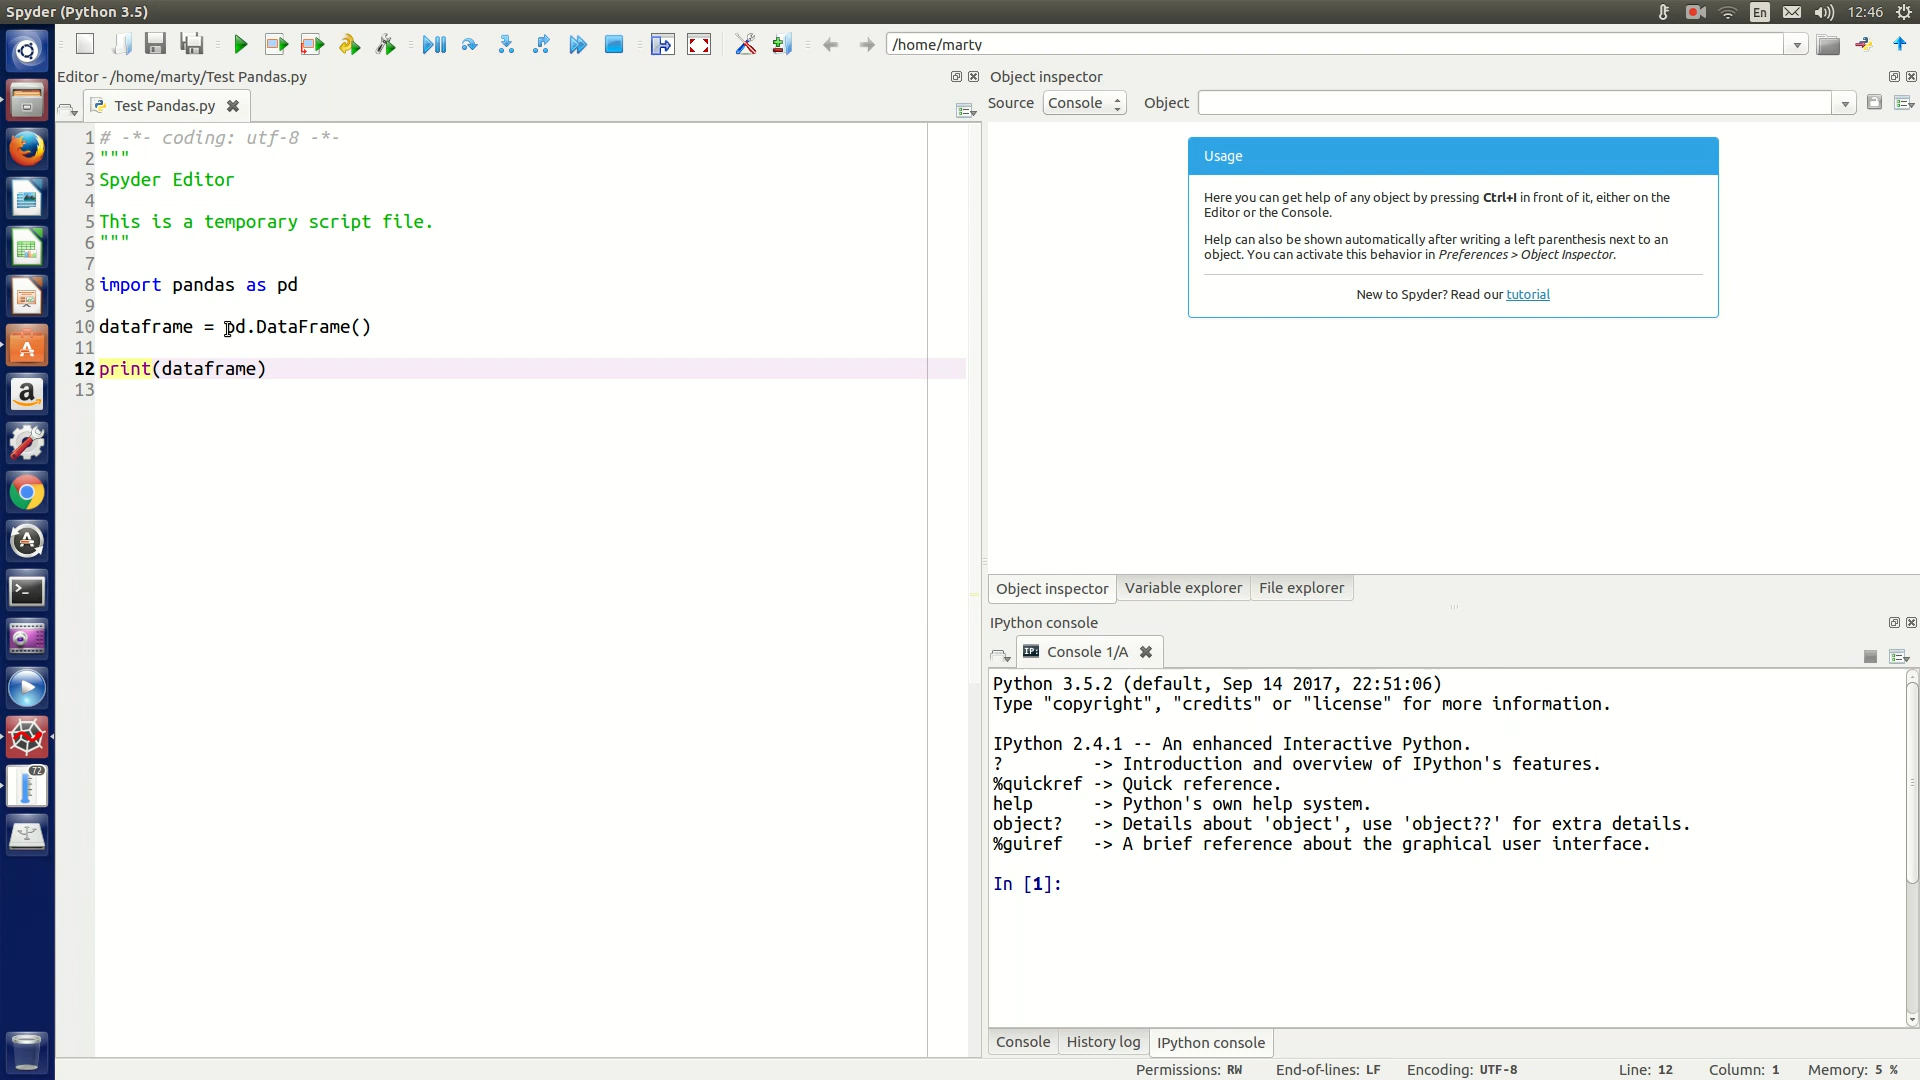 Spyder (Python 3.5)
En
12:46
/home/marty
Editor - /home/marty/Test Pandas.py
Test Pandas.py
1 # -*- coding: utf-8 -*-
2 """
3 Spyder Editor
4
5 This is a temporary script file.
6 """
7
8 import pandas as pd
9
10 dataframe = pd.DataFrame()
11
12 print(dataframe)
13
Object inspector
Source Console Object
Usage
Here you can get help of any object by pressing Ctrl+I in front of it, either on the
Editor or the Console.
Help can also be shown automatically after writing a left parenthesis next to an
object. You can activate this behavior in Preferences > Object Inspector.
New to Spyder? Read our tutorial
Object inspector Variable explorer File explorer
IPython console
IP: Console 1/A
Python 3.5.2 (default, Sep 14 2017, 22:51:06)
Type "copyright", "credits" or "license" for more information.
IPython 2.4.1 -- An enhanced Interactive Python.
? -> Introduction and overview of IPython's features.
%quickref -> Quick reference.
help -> Python's own help system.
object? -> Details about 'object', use 'object??' for extra details.
%guiref -> A brief reference about the graphical user interface.
In [1]:
Console History log IPython console
72
Permissions: RW End-of-lines: LF Encoding: UTF-8 Line: 12 Column: 1 Memory: 5 %